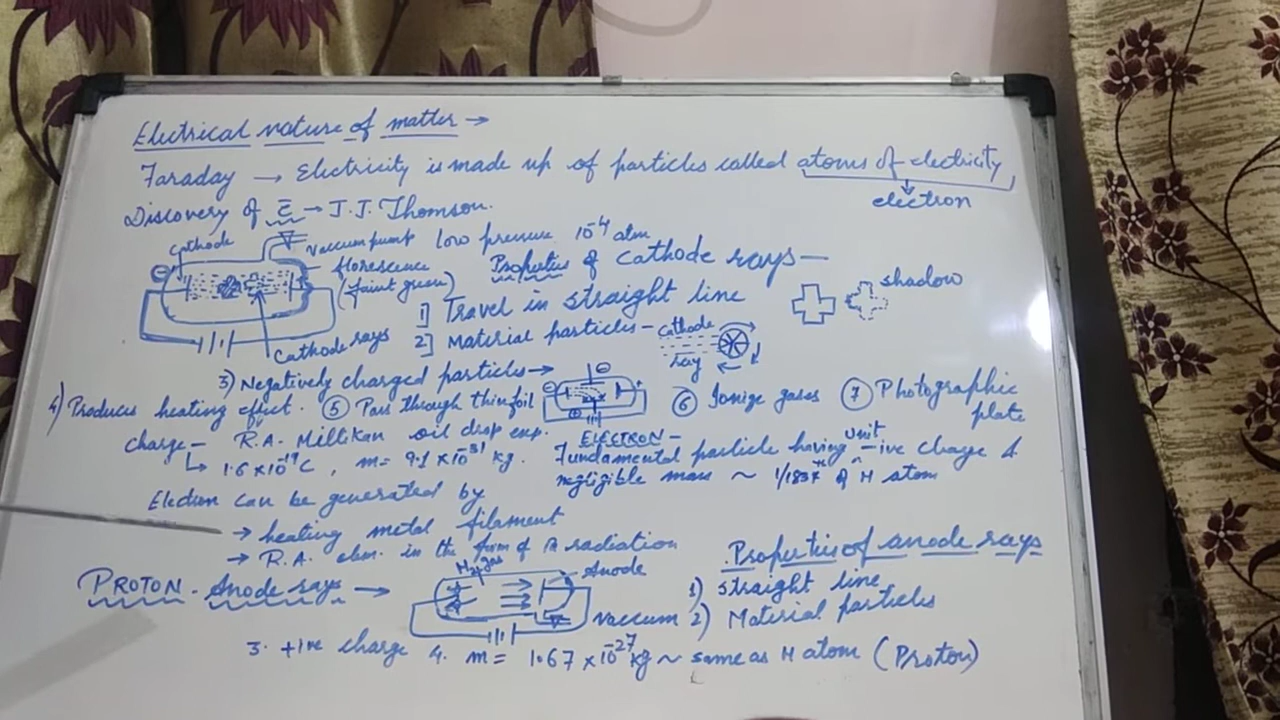 Electrical nature of matter →
Faraday → Electricity is made up of particles called atoms of electricity
electron
Discovery of ē → J.J. Thomson.
cathode
Vaccum pump low pressure 10⁻⁴ atm
florescence
(faint green)
Properties of cathode rays —
1] Travel in straight line
shadow
2] Material particles —
cathode
ray
Cathode rays
3) Negatively charged particles →
4) Produces heating effect. ⑤ Pass through thin foil ⑥ Ionize gases ⑦ Photographic
plate
charge — R.A. Millikan oil drop exp.
↳ 1.6 × 10⁻¹⁹ C, m = 9.1 × 10⁻³¹ kg.
ELECTRON —
Fundamental particle having unit -ive charge &
negligible mass ~ 1/1837ᵗʰ of H atom
Electron can be generated by
→ heating metal filament
→ R.A. elem. in the form of β radiation
PROTON. Anode rays →
H₂ gas
Anode
Vaccum
Properties of anode rays
1) straight line
2) Material particles
3. +ive charge 4. m = 1.67 × 10⁻²⁷ kg ~ same as H atom (Proton)